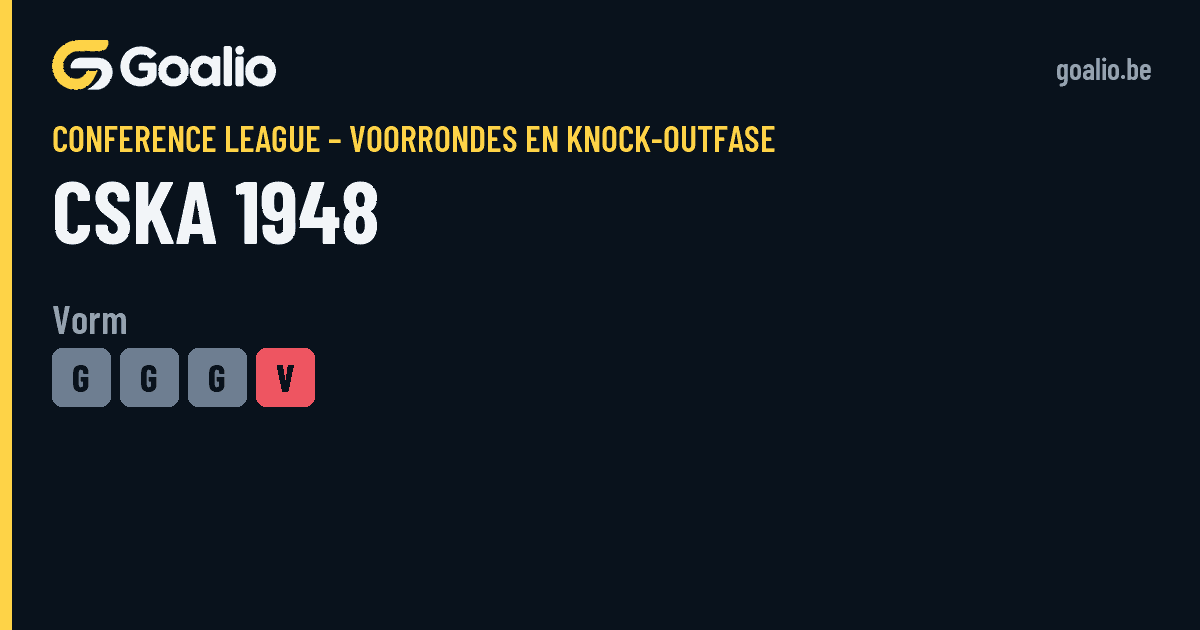 Goalio
goalio.be
CONFERENCE LEAGUE – VOORRONDES EN KNOCK-OUTFASE
CSKA 1948
Vorm
G G G V